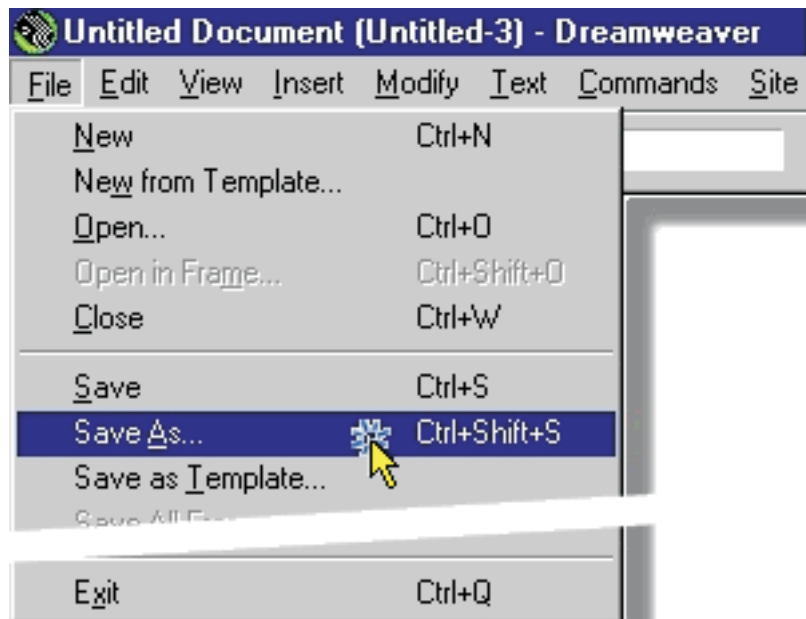 Untitled Document (Untitled-3) - Dreamweaver
File Edit View Insert Modify Text Commands Site
New Ctrl+N
New from Template...
Open... Ctrl+O
Open in Frame... Ctrl+Shift+O
Close Ctrl+W
Save Ctrl+S
Save As... Ctrl+Shift+S
Save as Template...
Save All
Exit Ctrl+Q